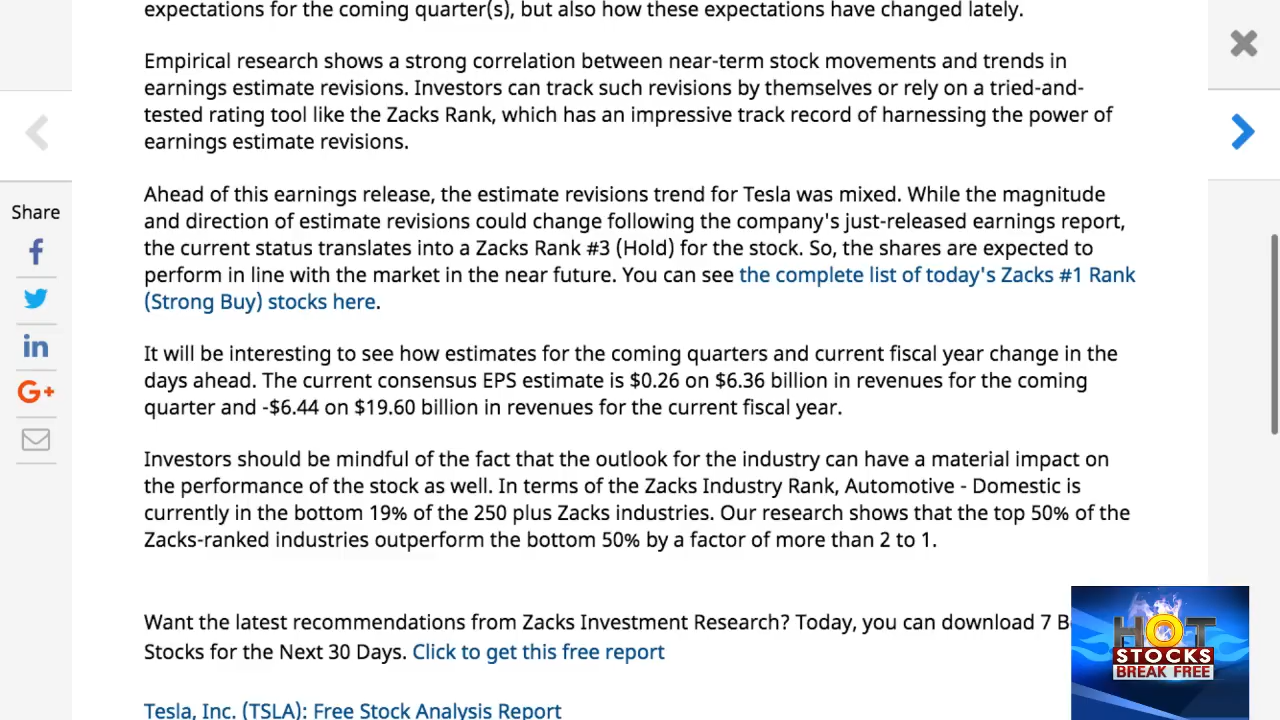 expectations for the coming quarter(s), but also how these expectations have changed lately.
Empirical research shows a strong correlation between near-term stock movements and trends in
earnings estimate revisions. Investors can track such revisions by themselves or rely on a tried-and-
tested rating tool like the Zacks Rank, which has an impressive track record of harnessing the power of
earnings estimate revisions.
Ahead of this earnings release, the estimate revisions trend for Tesla was mixed. While the magnitude
and direction of estimate revisions could change following the company's just-released earnings report,
the current status translates into a Zacks Rank #3 (Hold) for the stock. So, the shares are expected to
perform in line with the market in the near future. You can see the complete list of today's Zacks #1 Rank
(Strong Buy) stocks here.
It will be interesting to see how estimates for the coming quarters and current fiscal year change in the
days ahead. The current consensus EPS estimate is $0.26 on $6.36 billion in revenues for the coming
quarter and -$6.44 on $19.60 billion in revenues for the current fiscal year.
Investors should be mindful of the fact that the outlook for the industry can have a material impact on
the performance of the stock as well. In terms of the Zacks Industry Rank, Automotive - Domestic is
currently in the bottom 19% of the 250 plus Zacks industries. Our research shows that the top 50% of the
Zacks-ranked industries outperform the bottom 50% by a factor of more than 2 to 1.
Want the latest recommendations from Zacks Investment Research? Today, you can download 7 B
Stocks for the Next 30 Days. Click to get this free report
Tesla, Inc. (TSLA): Free Stock Analysis Report
Share
f
in
G+
HOT
STOCKS
BREAK FREE